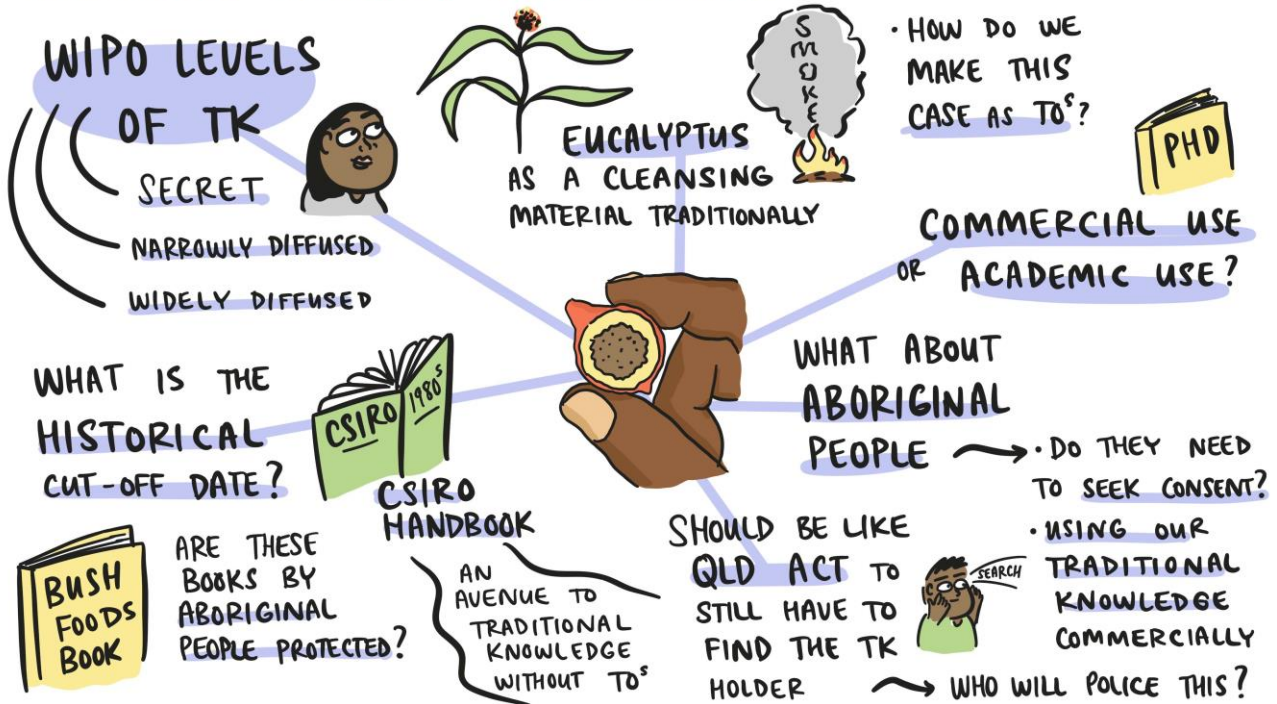 WIPO LEVELS
OF TK
SECRET
NARROWLY DIFFUSED
WIDELY DIFFUSED
EUCALYPTUS
AS A CLEANSING
MATERIAL TRADITIONALLY
SMOKE
· HOW DO WE
MAKE THIS
CASE AS TOS?
PHD
COMMERCIAL USE
OR ACADEMIC USE?
WHAT IS THE
HISTORICAL
CUT-OFF DATE?
CSIRO 1980S
CSIRO
HANDBOOK
AN
AVENUE TO
TRADITIONAL
KNOWLEDGE
WITHOUT TOS
BUSH
FOODS
BOOK
ARE THESE
BOOKS BY
ABORIGINAL
PEOPLE PROTECTED?
WHAT ABOUT
ABORIGINAL
PEOPLE
· DO THEY NEED
TO SEEK CONSENT?
· USING OUR
TRADITIONAL
KNOWLEDGE
COMMERCIALLY
SHOULD BE LIKE
QLD ACT TO
STILL HAVE TO
FIND THE TK
HOLDER
SEARCH
WHO WILL POLICE THIS?